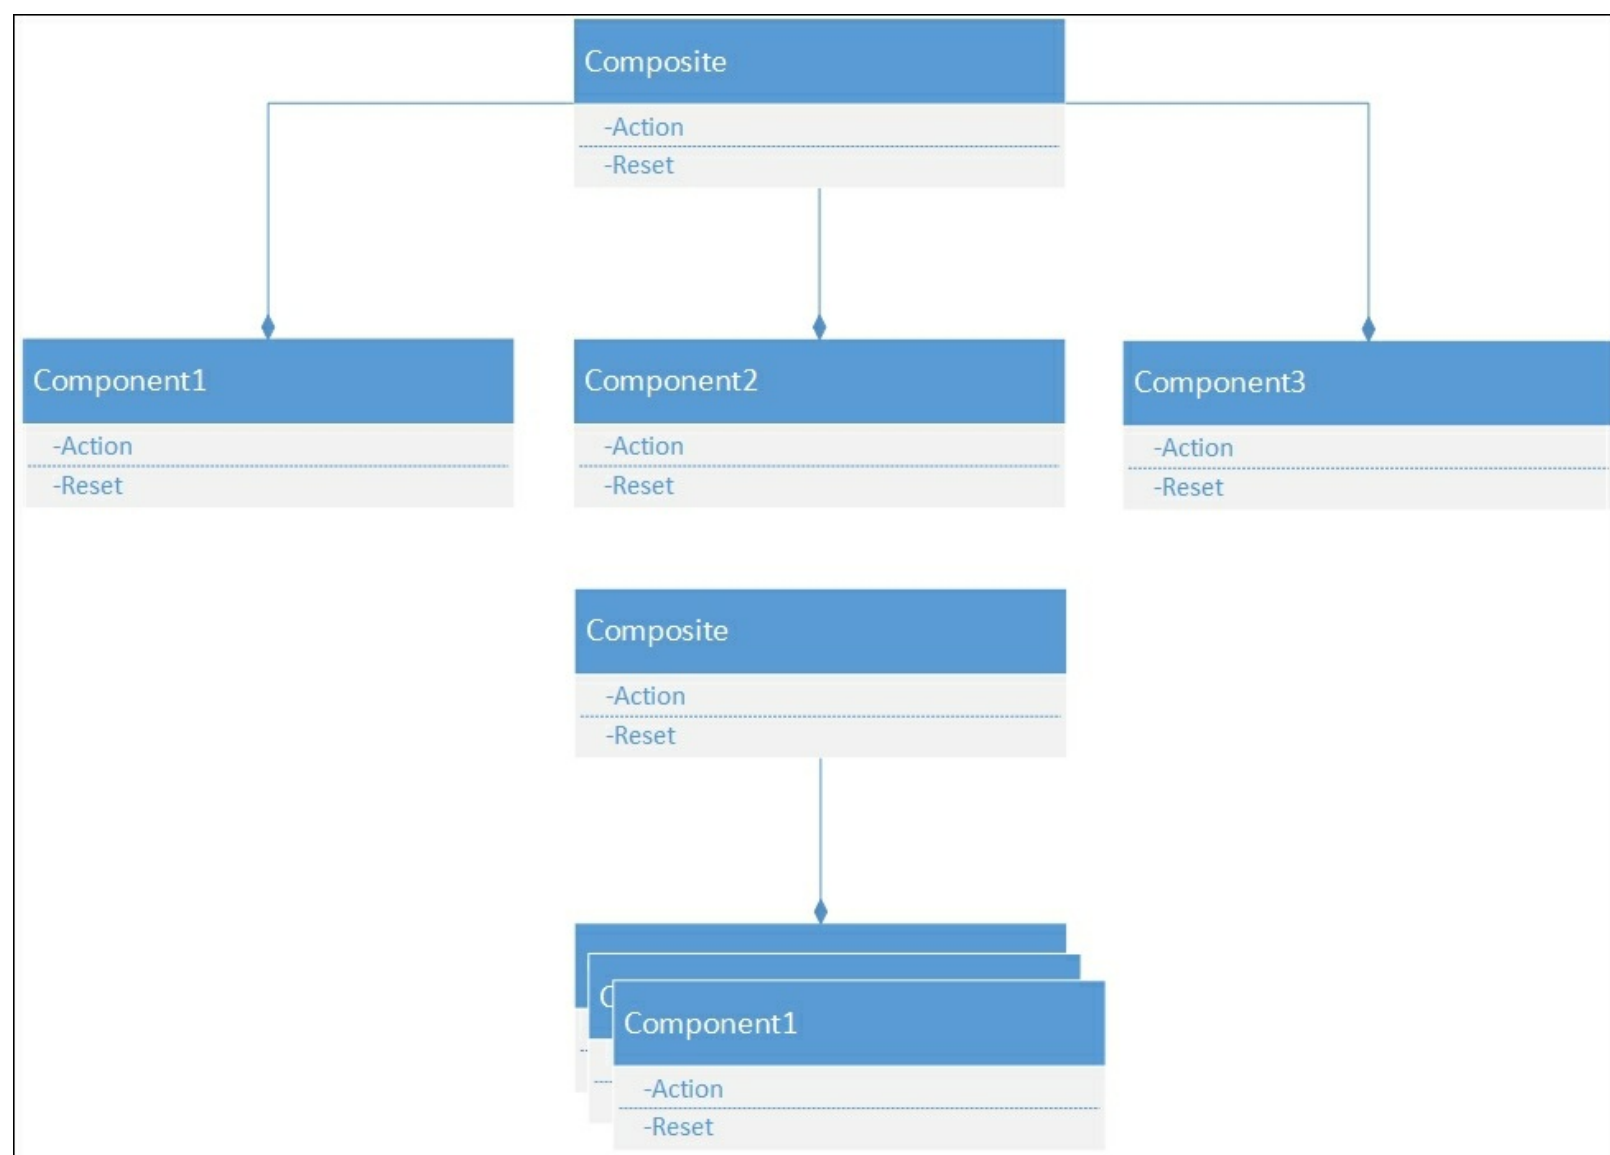 Composite
-Action
-Reset
Component1
-Action
-Reset
Component2
-Action
-Reset
Component3
-Action
-Reset
Composite
-Action
-Reset
Component1
-Action
-Reset